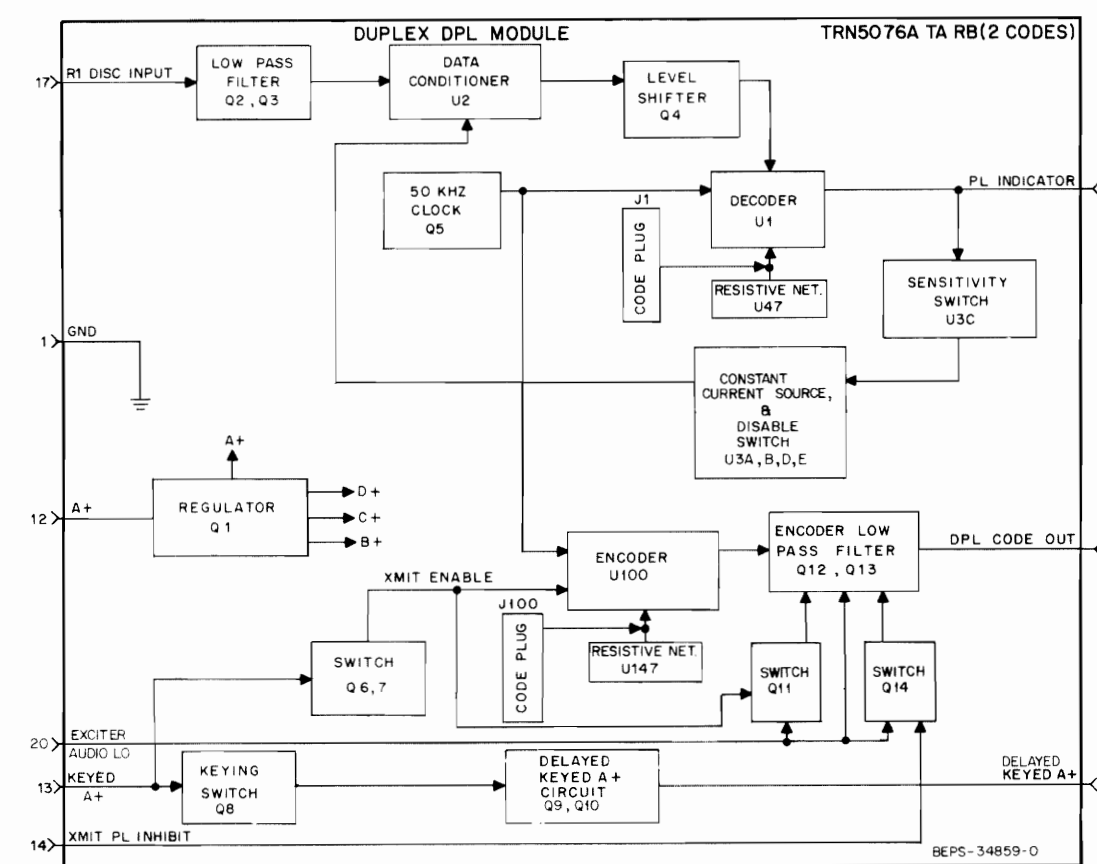 DUPLEX DPL MODULE
TRN5076A TA RB(2 CODES)
17
R1 DISC INPUT
LOW PASS
FILTER
Q2, Q3
DATA
CONDITIONER
U2
LEVEL
SHIFTER
Q4
50 KHZ
CLOCK
Q5
J1
CODE PLUG
DECODER
U1
RESISTIVE NET.
U47
PL INDICATOR
SENSITIVITY
SWITCH
U3C
1
GND
CONSTANT
CURRENT SOURCE,
&
DISABLE
SWITCH
U3A, B, D, E
A+
12
A+
REGULATOR
Q1
D+
C+
B+
ENCODER
U100
ENCODER LOW
PASS FILTER
Q12, Q13
DPL CODE OUT
XMIT ENABLE
J100
CODE PLUG
RESISTIVE NET.
U147
SWITCH
Q6,7
SWITCH
Q11
SWITCH
Q14
20
EXCITER
AUDIO LO
13
KEYED
A+
KEYING
SWITCH
Q8
DELAYED
KEYED A+
CIRCUIT
Q9, Q10
DELAYED
KEYED A+
14
XMIT PL INHIBIT
BEPS-34859-O